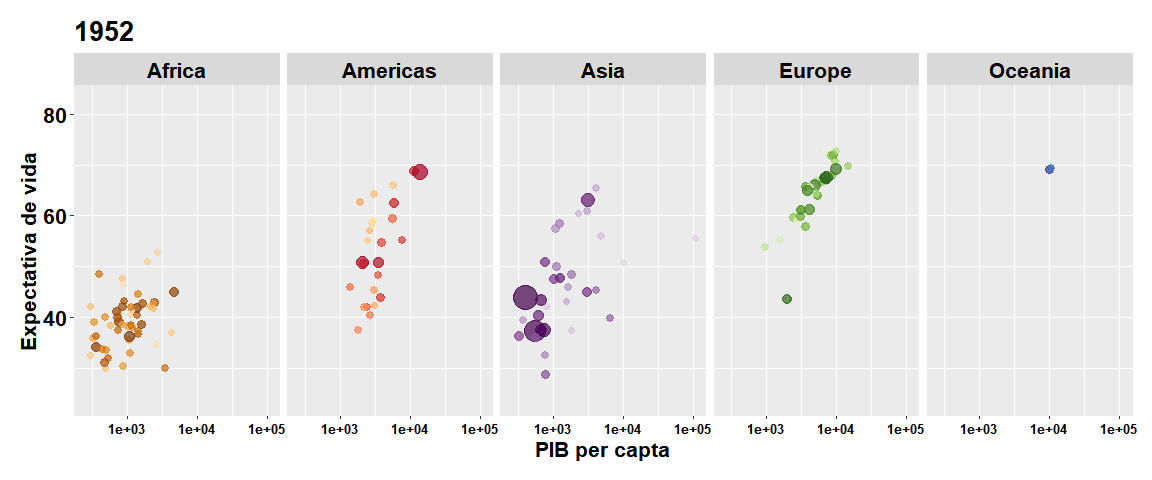 1952
Africa Americas Asia Europe Oceania
80
60
40
Expectativa de vida
1e+03 1e+04 1e+05 1e+03 1e+04 1e+05 1e+03 1e+04 1e+05 1e+03 1e+04 1e+05 1e+03 1e+04 1e+05
PIB per capta